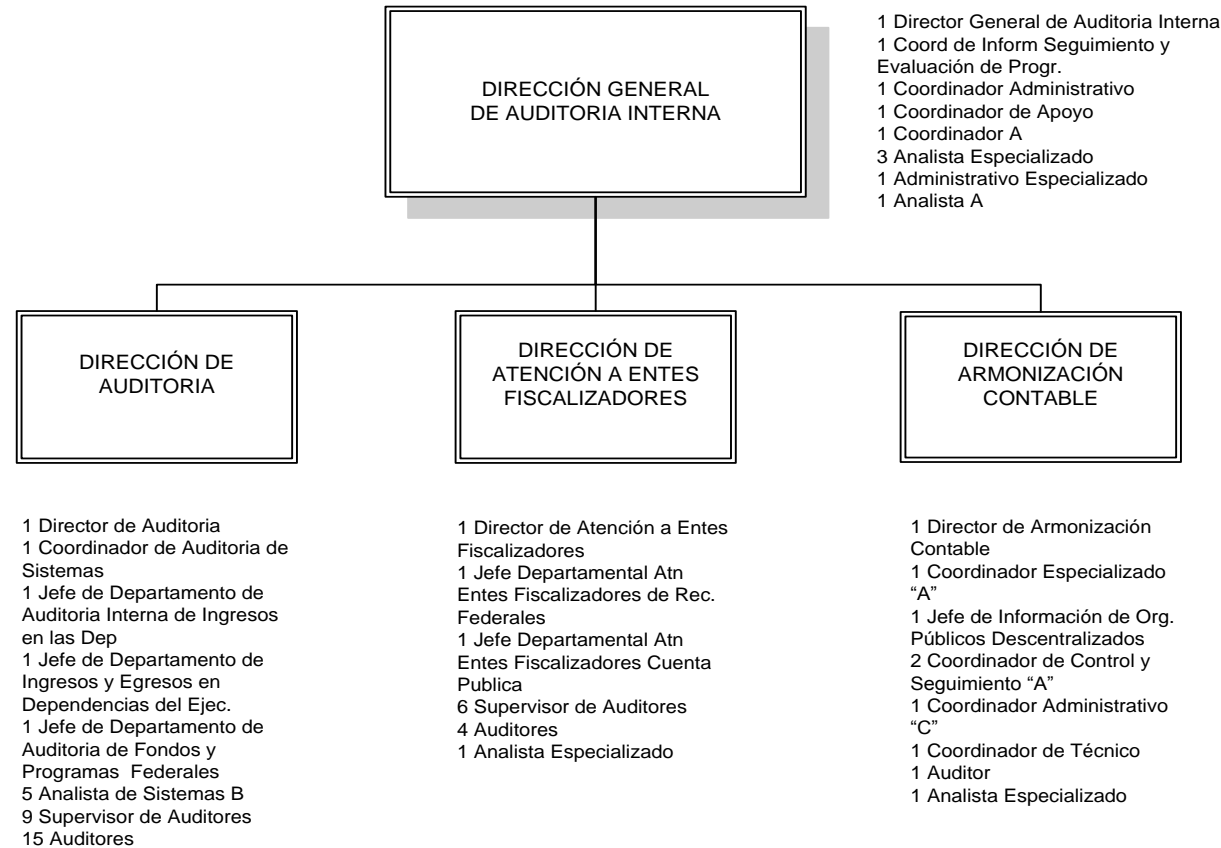 DIRECCIÓN GENERAL
DE AUDITORIA INTERNA
1 Director General de Auditoria Interna
1 Coord de Inform Seguimiento y
Evaluación de Progr.
1 Coordinador Administrativo
1 Coordinador de Apoyo
1 Coordinador A
3 Analista Especializado
1 Administrativo Especializado
1 Analista A
DIRECCIÓN DE
AUDITORIA
DIRECCIÓN DE
ATENCIÓN A ENTES
FISCALIZADORES
DIRECCIÓN DE
ARMONIZACIÓN
CONTABLE
1 Director de Auditoria
1 Coordinador de Auditoria de
Sistemas
1 Jefe de Departamento de
Auditoria Interna de Ingresos
en las Dep
1 Jefe de Departamento de
Ingresos y Egresos en
Dependencias del Ejec.
1 Jefe de Departamento de
Auditoria de Fondos y
Programas Federales
5 Analista de Sistemas B
9 Supervisor de Auditores
15 Auditores
1 Director de Atención a Entes
Fiscalizadores
1 Jefe Departamental Atn
Entes Fiscalizadores de Rec.
Federales
1 Jefe Departamental Atn
Entes Fiscalizadores Cuenta
Publica
6 Supervisor de Auditores
4 Auditores
1 Analista Especializado
1 Director de Armonización
Contable
1 Coordinador Especializado
“A”
1 Jefe de Información de Org.
Públicos Descentralizados
2 Coordinador de Control y
Seguimiento “A”
1 Coordinador Administrativo
“C”
1 Coordinador de Técnico
1 Auditor
1 Analista Especializado